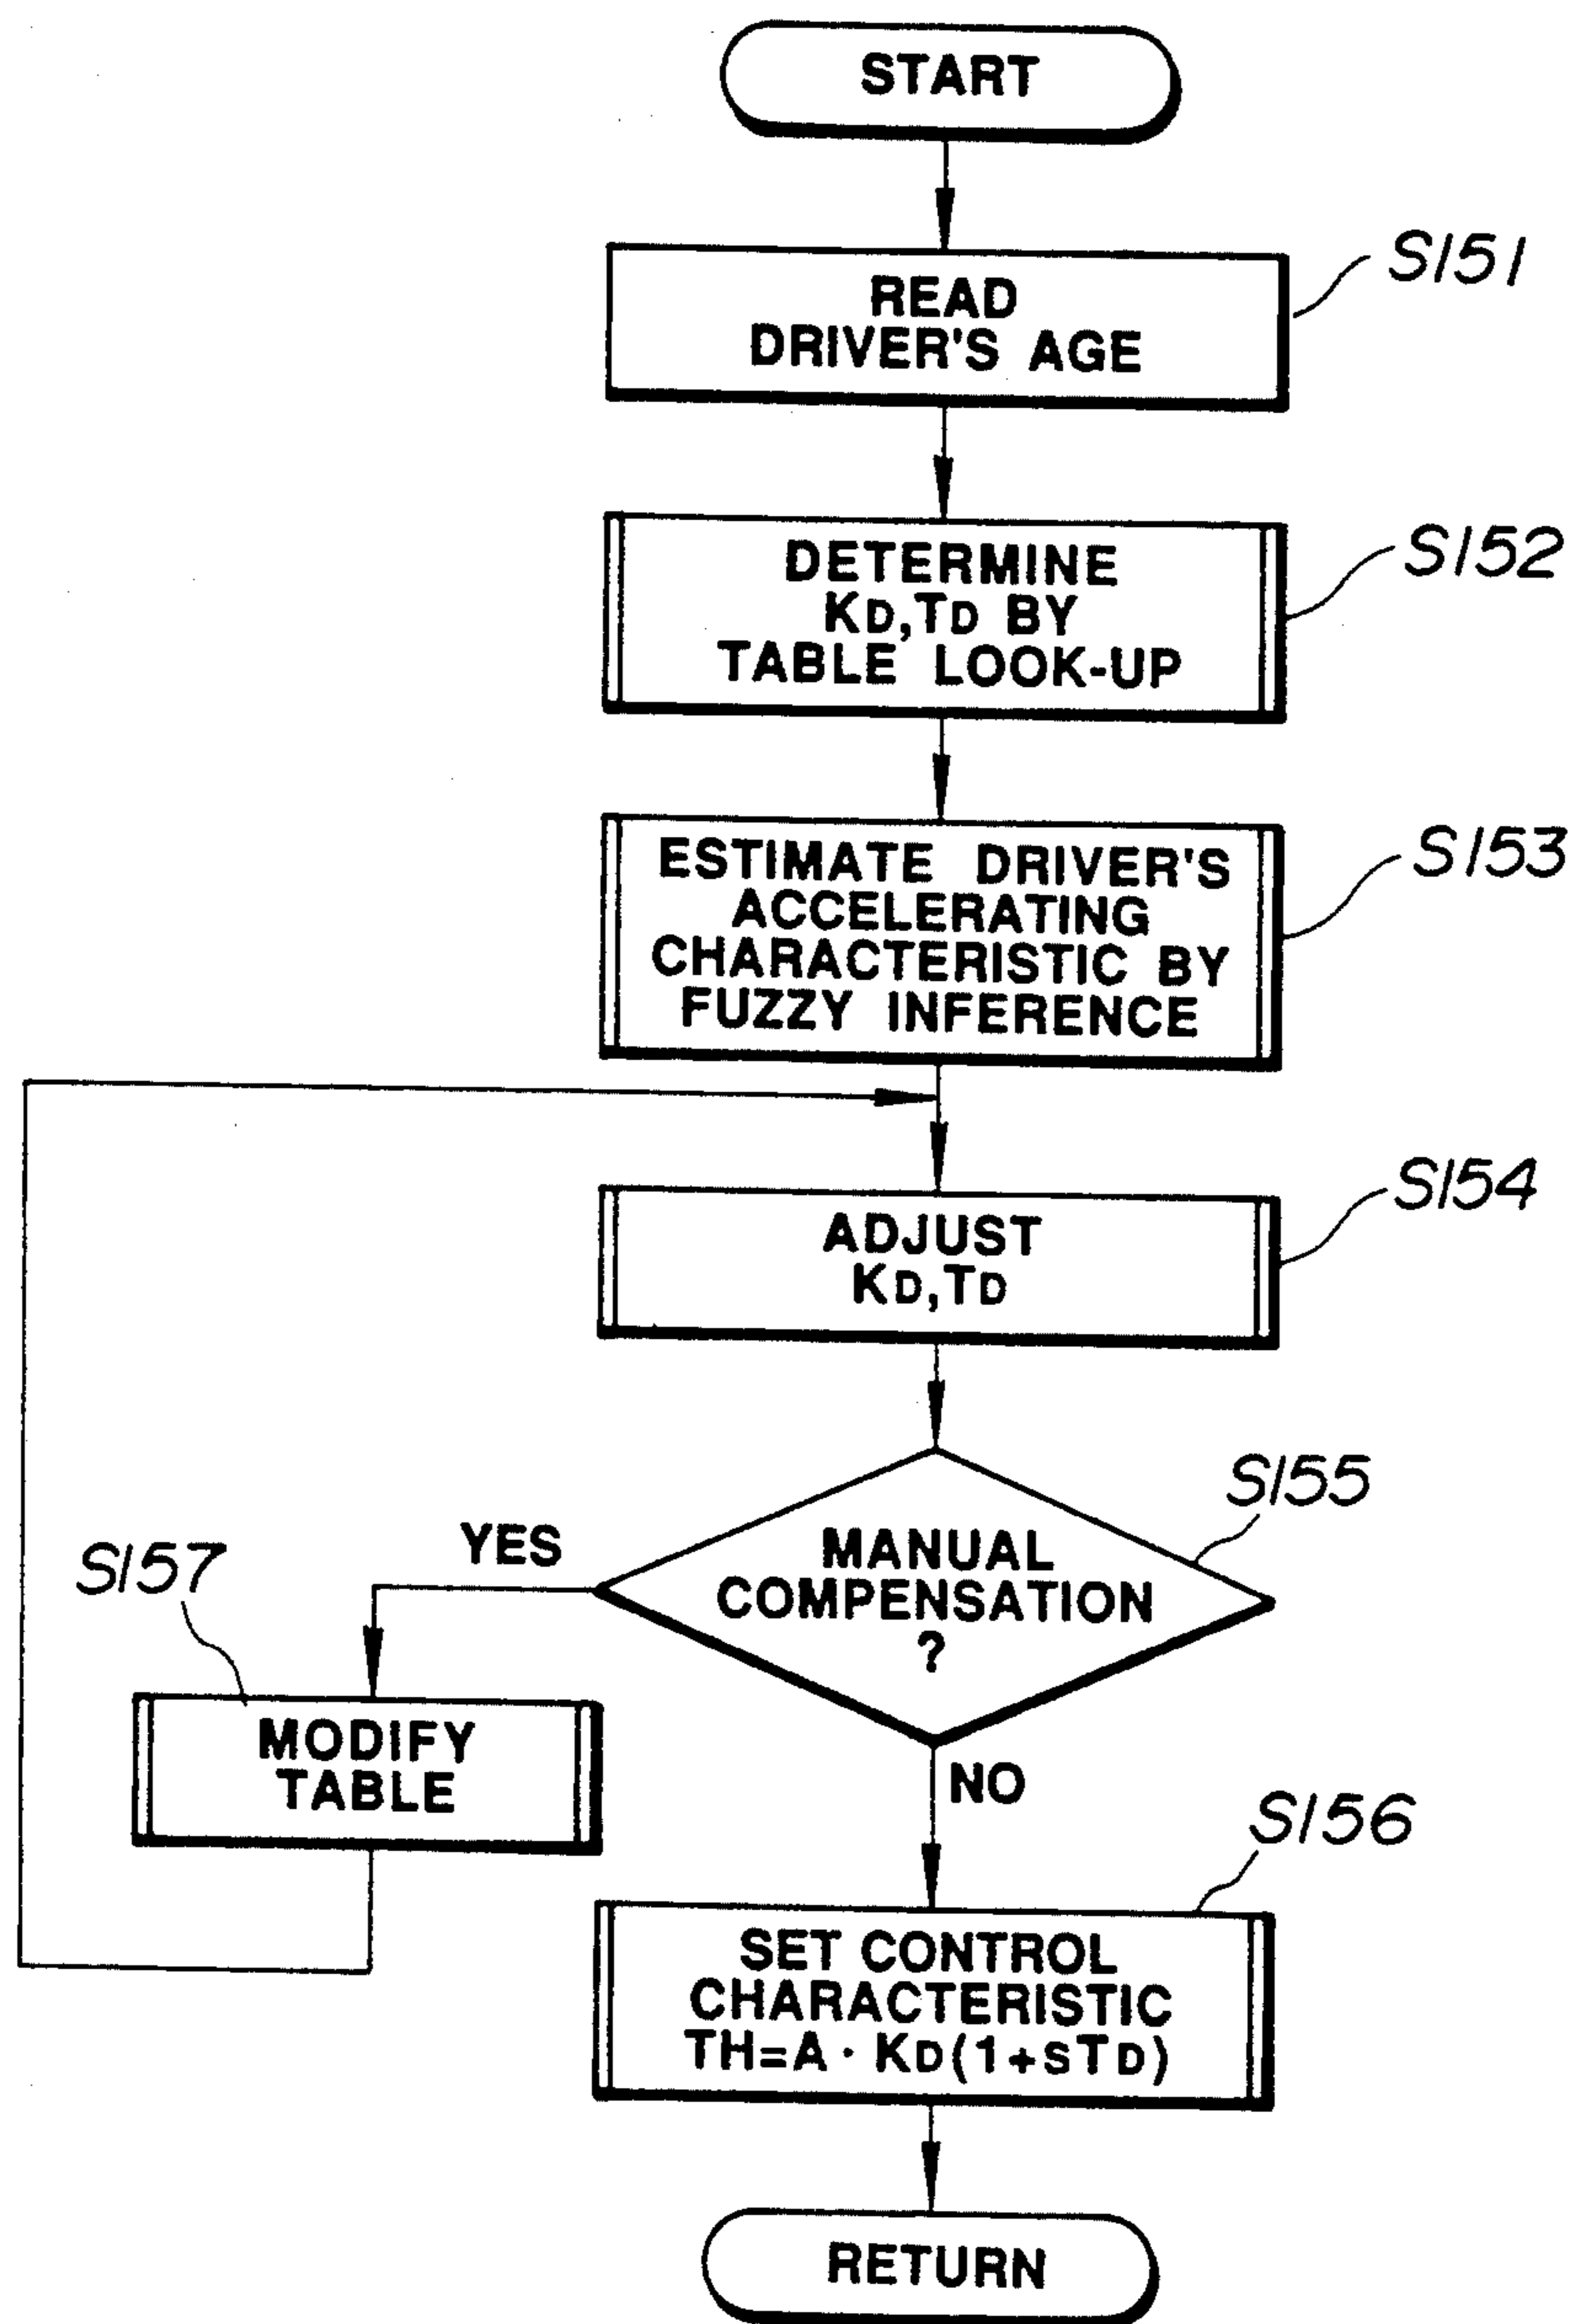 START
READ
DRIVER'S AGE
S151
DETERMINE
KD,TD BY
TABLE LOOK-UP
S152
ESTIMATE DRIVER'S
ACCELERATING
CHARACTERISTIC BY
FUZZY INFERENCE
S153
ADJUST
KD,TD
S154
MANUAL
COMPENSATION
?
S155
YES
S157
MODIFY
TABLE
NO
S156
SET CONTROL
CHARACTERISTIC
TH=A· KD(1+STD)
RETURN